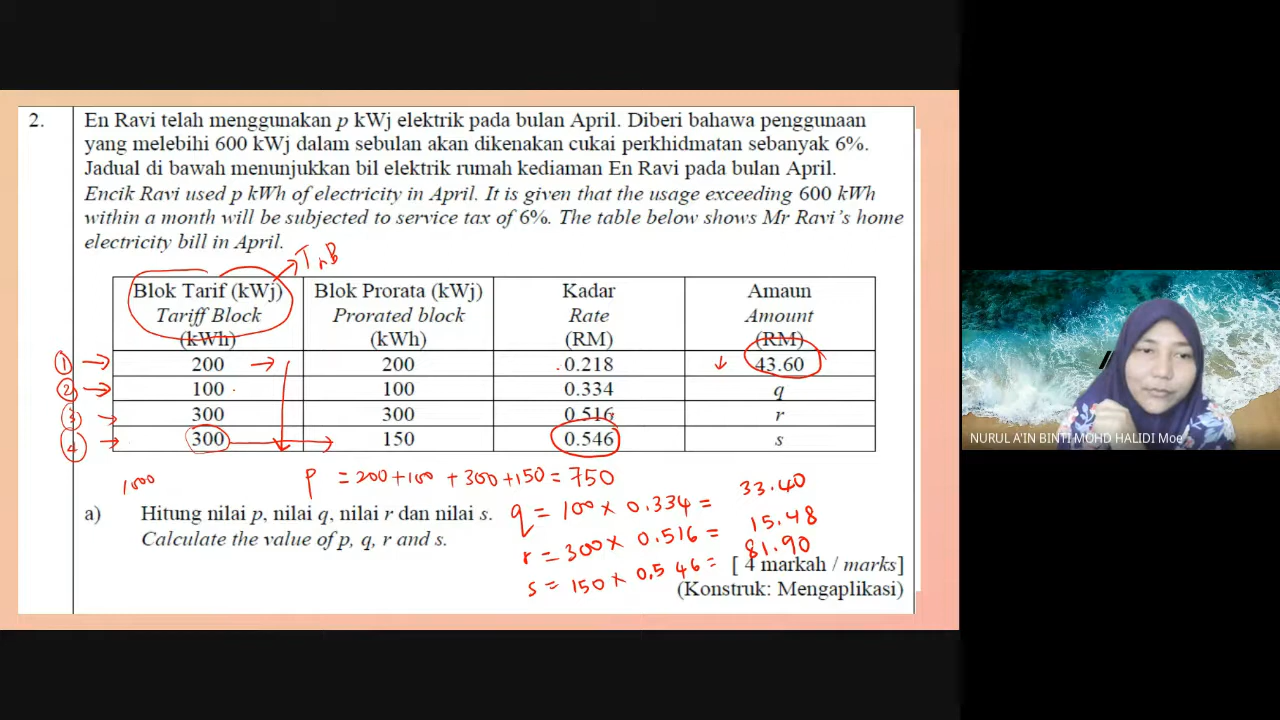 2.
En Ravi telah menggunakan p kWj elektrik pada bulan April. Diberi bahawa penggunaan
yang melebihi 600 kWj dalam sebulan akan dikenakan cukai perkhidmatan sebanyak 6%.
Jadual di bawah menunjukkan bil elektrik rumah kediaman En Ravi pada bulan April.
Encik Ravi used p kWh of electricity in April. It is given that the usage exceeding 600 kWh
within a month will be subjected to service tax of 6%. The table below shows Mr Ravi's home
electricity bill in April.
TnB
Blok Tarif (kWj) Blok Prorata (kWj) Kadar Amaun
Tariff Block Prorated block Rate Amount
(kWh) (kWh) (RM) (RM)
1 200 200 0.218 43.60
2 100 100 0.334 q
3 300 300 0.516 r
4 300 150 0.546 s
1000
p = 200+100 +300+150 = 750
a) Hitung nilai p, nilai q, nilai r dan nilai s.
Calculate the value of p, q, r and s.
q = 100 × 0.334 = 33.40
r = 300 × 0.516 = 15.48
s = 150 × 0.546 = 81.90
[ 4 markah / marks]
(Konstruk: Mengaplikasi)
NURUL A'IN BINTI MOHD HALIDI Moe